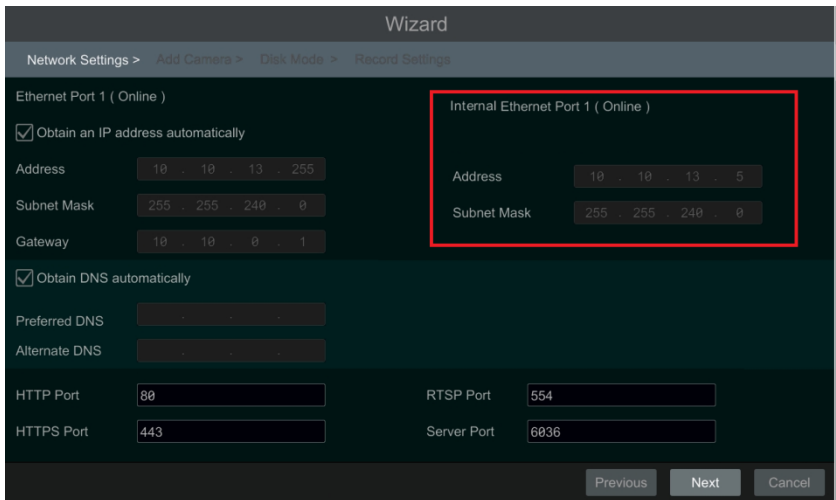 Wizard
Network Settings > Add Camera > Disk Mode > Record Settings
Ethernet Port 1 ( Online )
Obtain an IP address automatically
Address 10 . 10 . 13 . 255
Subnet Mask 255 . 255 . 240 . 0
Gateway 10 . 10 . 0 . 1
Internal Ethernet Port 1 ( Online )
Address 10 . 10 . 13 . 5
Subnet Mask 255 . 255 . 240 . 0
Obtain DNS automatically
Preferred DNS . . .
Alternate DNS . . .
HTTP Port 80 RTSP Port 554
HTTPS Port 443 Server Port 6036
Previous Next Cancel